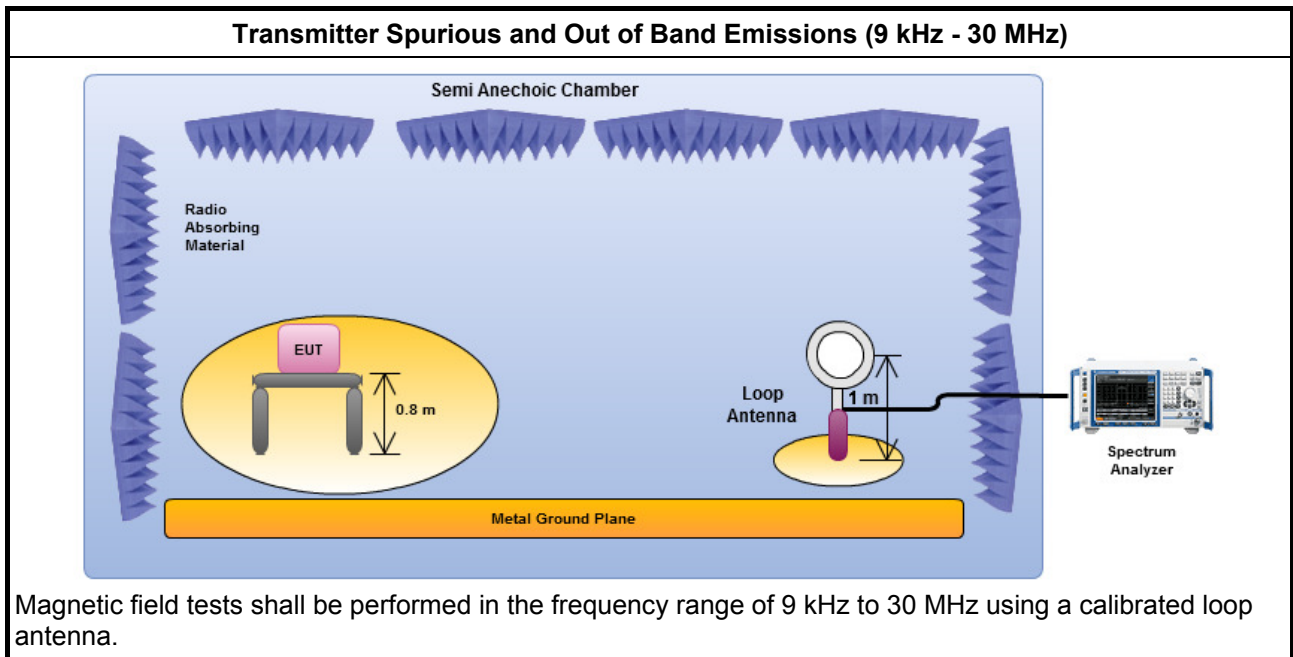 Transmitter Spurious and Out of Band Emissions (9 kHz - 30 MHz)
Semi Anechoic Chamber
Radio
Absorbing
Material
EUT
0.8 m
Loop
Antenna
1 m
Spectrum
Analyzer
Metal Ground Plane
Magnetic field tests shall be performed in the frequency range of 9 kHz to 30 MHz using a calibrated loop
antenna.